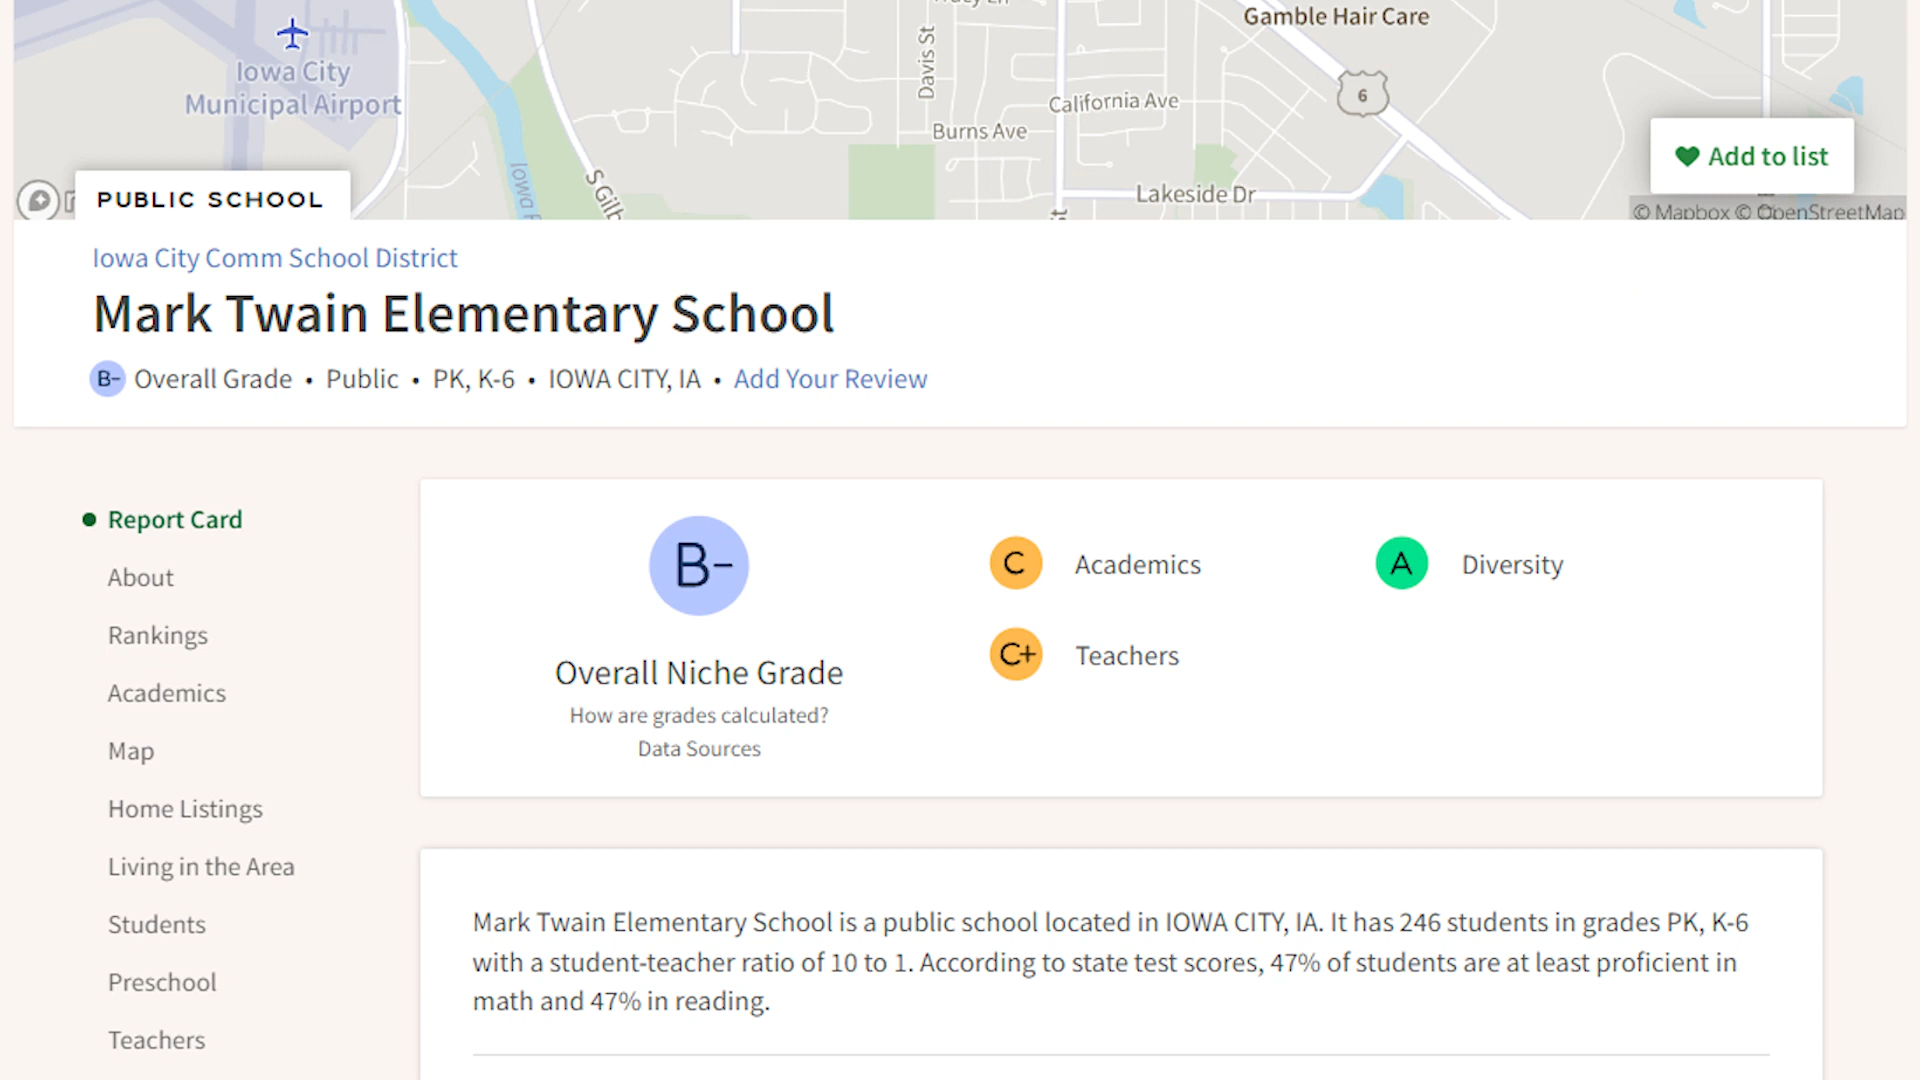 Gamble Hair Care
Iowa City
Municipal Airport
Davis St
California Ave
6
Burns Ave
Add to list
Iowa
S Gilb
Lakeside Dr
PUBLIC SCHOOL
© Mapbox © OpenStreetMap
Iowa City Comm School District
Mark Twain Elementary School
B- Overall Grade • Public • PK, K-6 • IOWA CITY, IA • Add Your Review
Report Card
About
Rankings
Academics
Map
Home Listings
Living in the Area
Students
Preschool
Teachers
B-
Overall Niche Grade
How are grades calculated?
Data Sources
C Academics
A Diversity
C+ Teachers
Mark Twain Elementary School is a public school located in IOWA CITY, IA. It has 246 students in grades PK, K-6
with a student-teacher ratio of 10 to 1. According to state test scores, 47% of students are at least proficient in
math and 47% in reading.